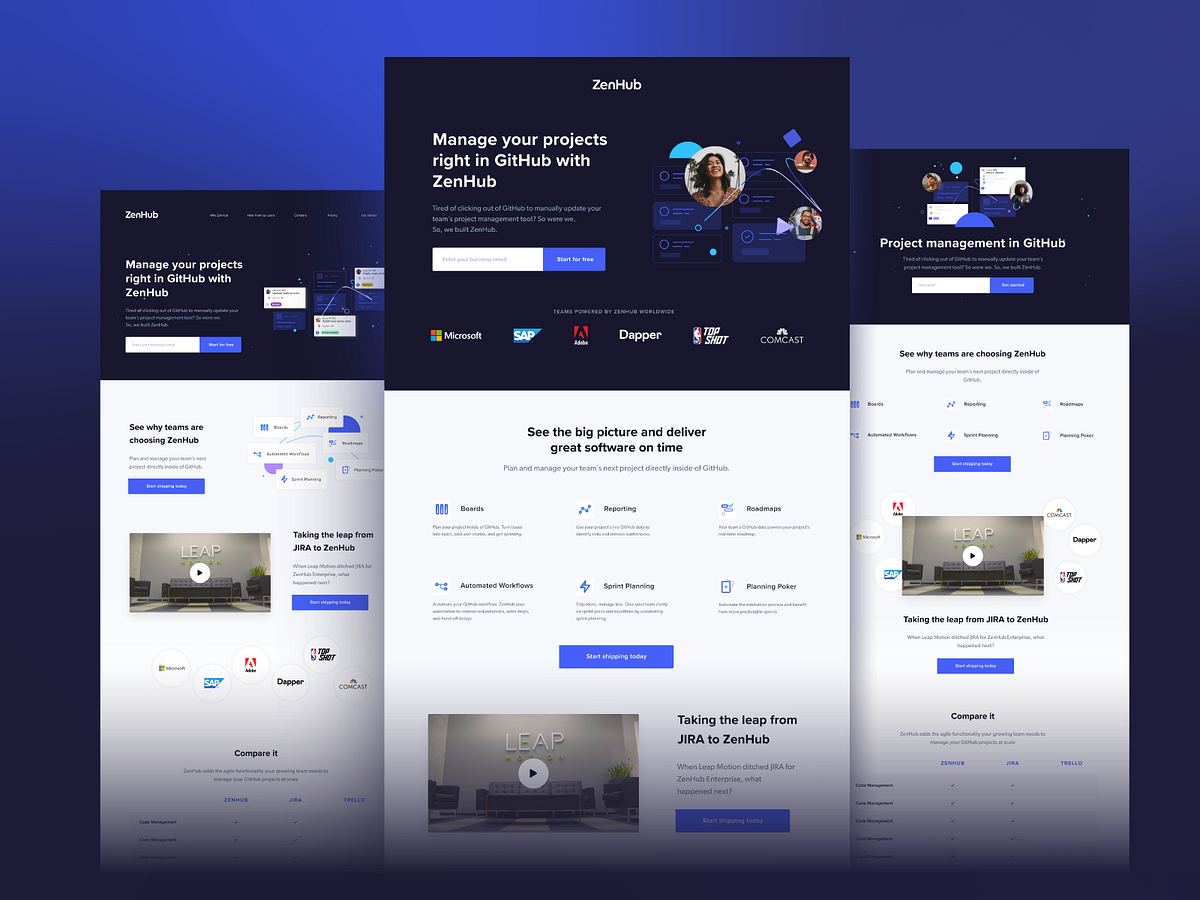 ZenHub
Why ZenHub
Hear from our users
Company
Pricing
Manage your projects
right in GitHub with
ZenHub
Tired of clicking out of GitHub to manually update your
team's project management tool? So were we.
So, we built ZenHub.
Enter your business email
Start for free
See why teams are
choosing ZenHub
Plan and manage your team's next
project directly inside of GitHub.
Start shipping today
Boards
Reporting
Roadmaps
Automated Workflows
Sprint Planning
Planning Poker
LEAP
MOTION
Taking the leap from
JIRA to ZenHub
When Leap Motion ditched JIRA for
ZenHub Enterprise, what
happened next?
Start shipping today
Microsoft
SAP
Adobe
Dapper
TOP
SHOT
COMCAST
Compare it
ZenHub adds the agile functionality your growing team needs to
manage your GitHub projects at scale
ZENHUB
JIRA
TRELLO
Code Management
Code Management
ZenHub
Manage your projects
right in GitHub with
ZenHub
Tired of clicking out of GitHub to manually update your
team's project management tool? So were we.
So, we built ZenHub.
Enter your business email
Start for free
TEAMS POWERED BY ZENHUB WORLDWIDE
Microsoft
SAP
Adobe
Dapper
TOP
SHOT
COMCAST
See the big picture and deliver
great software on time
Plan and manage your team's next project directly inside of GitHub.
Boards
Plan your project inside of GitHub. Turn issues
into epics, add user stories, and get sprinting.
Reporting
Use your project's live GitHub data to
identify risks and remove bottlenecks.
Roadmaps
Your team's GitHub data powers your project's
real-time roadmap.
Automated Workflows
Automate your GitHub workflow. ZenHub uses
automation to remove redundancies, extra steps,
and hand-off delays.
Sprint Planning
Ship more, manage less. Give your team clarity
on sprint plans and deadlines by automating
sprint planning.
Planning Poker
Automate the estimation process and benefit
from more predictable sprints.
Start shipping today
LEAP
MOTION
Taking the leap from
JIRA to ZenHub
When Leap Motion ditched JIRA for
ZenHub Enterprise, what
happened next?
Start shipping today
Project management in GitHub
Tired of clicking out of GitHub to manually update your team's
project management tool? So were we. So, we built ZenHub.
Get started
See why teams are choosing ZenHub
Plan and manage your team's next project directly inside of
GitHub.
Boards
Reporting
Roadmaps
Automated Workflows
Sprint Planning
Planning Poker
Start shipping today
Adobe
Microsoft
SAP
LEAP
MOTION
COMCAST
Dapper
TOP
SHOT
Taking the leap from JIRA to ZenHub
When Leap Motion ditched JIRA for ZenHub Enterprise, what
happened next?
Start shipping today
Compare it
ZenHub adds the agile functionality your growing team needs to
manage your GitHub projects at scale
ZENHUB
JIRA
TRELLO
Code Management
Code Management
Code Management
Code Management
Code Management